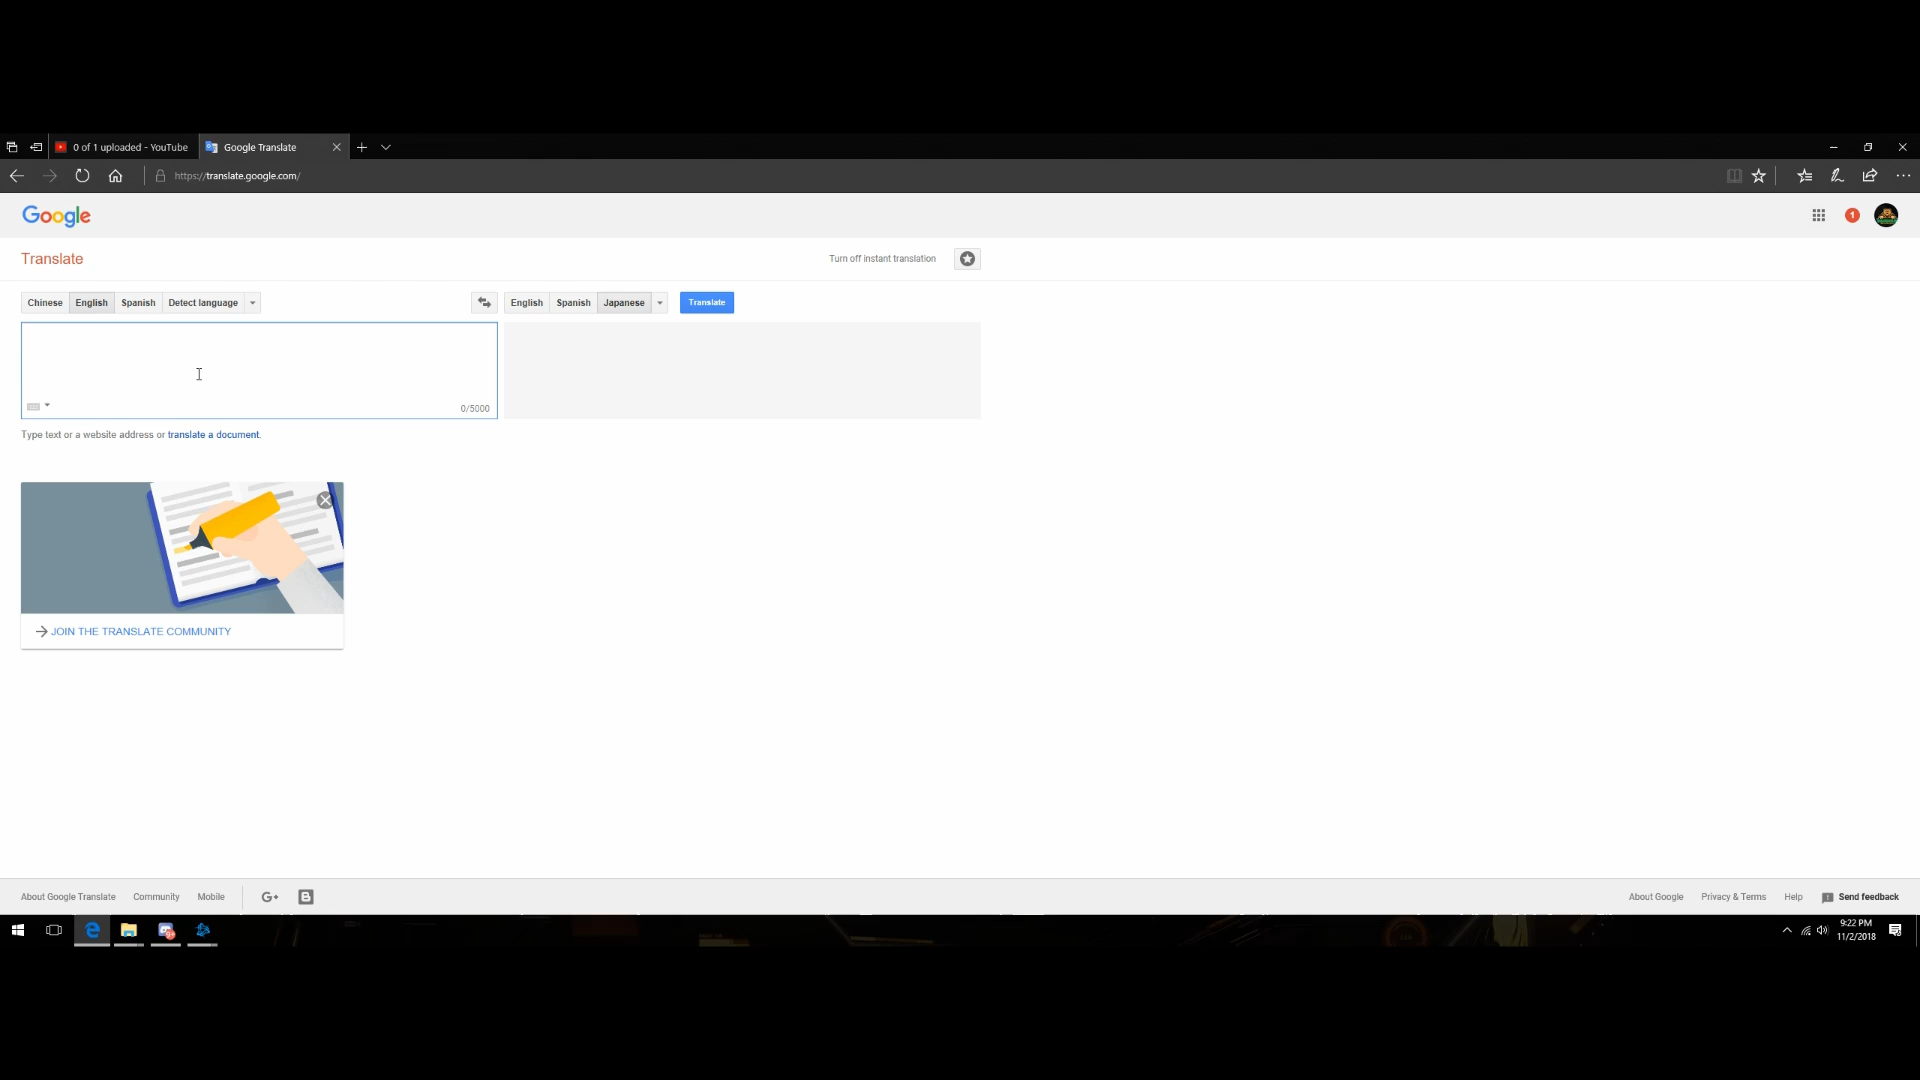 0 of 1 uploaded - YouTube
Google Translate
https://translate.google.com/
Google
1
Translate
Turn off instant translation
Chinese English Spanish Detect language
English Spanish Japanese Translate
0/5000
Type text or a website address or translate a document.
JOIN THE TRANSLATE COMMUNITY
About Google Translate Community Mobile G+ B
About Google Privacy & Terms Help Send feedback
9:22 PM
11/2/2018